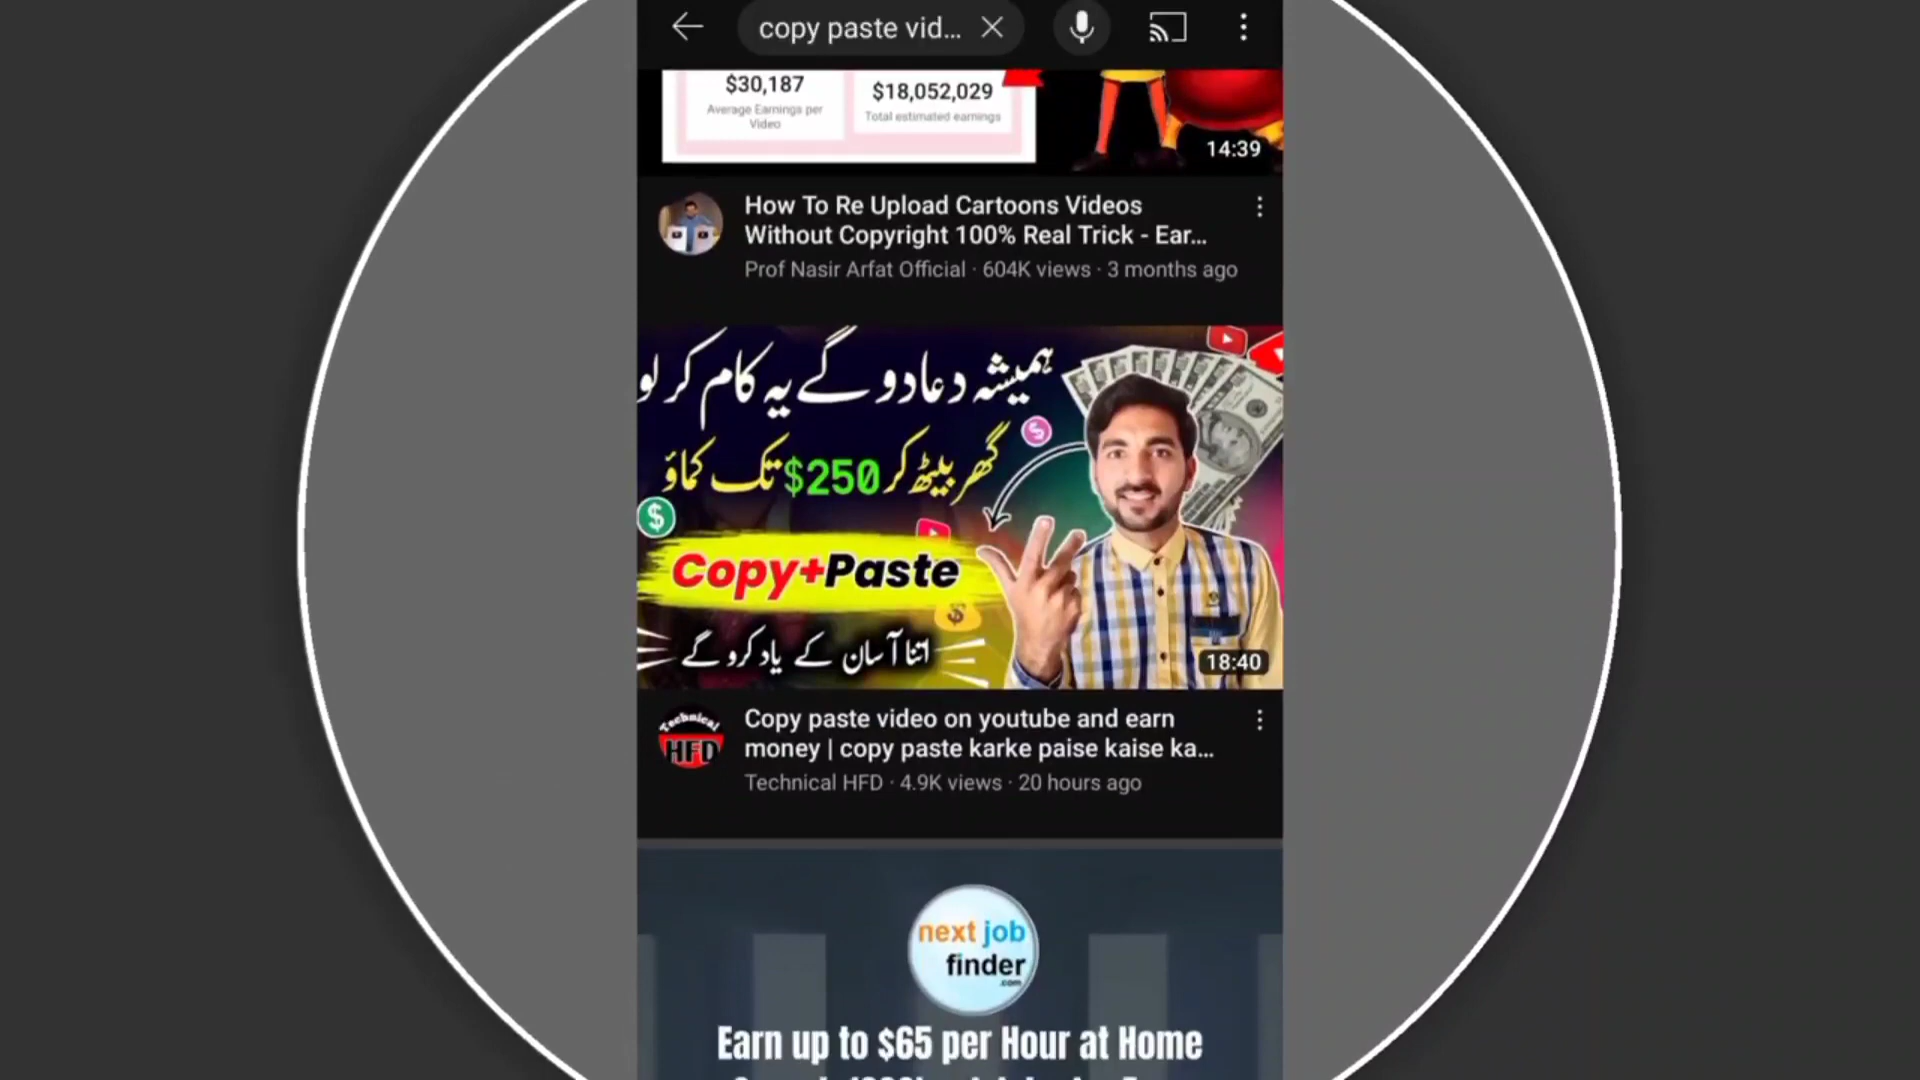 copy paste vid...
$30,187
Average Earnings per
Video
$18,052,029
Total estimated earnings
14:39
How To Re Upload Cartoons Videos
Without Copyright 100% Real Trick - Ear...
Prof Nasir Arfat Official · 604K views · 3 months ago
ہمیشہ دعا دو گے یہ کام کر لو
گھر بیٹھ کر $250 تک کماؤ
Copy+Paste
اتنا آسان کے یاد کرو گے
18:40
Technical
HFD
Copy paste video on youtube and earn
money | copy paste karke paise kaise ka...
Technical HFD · 4.9K views · 20 hours ago
next job
finder
.com
Earn up to $65 per Hour at Home